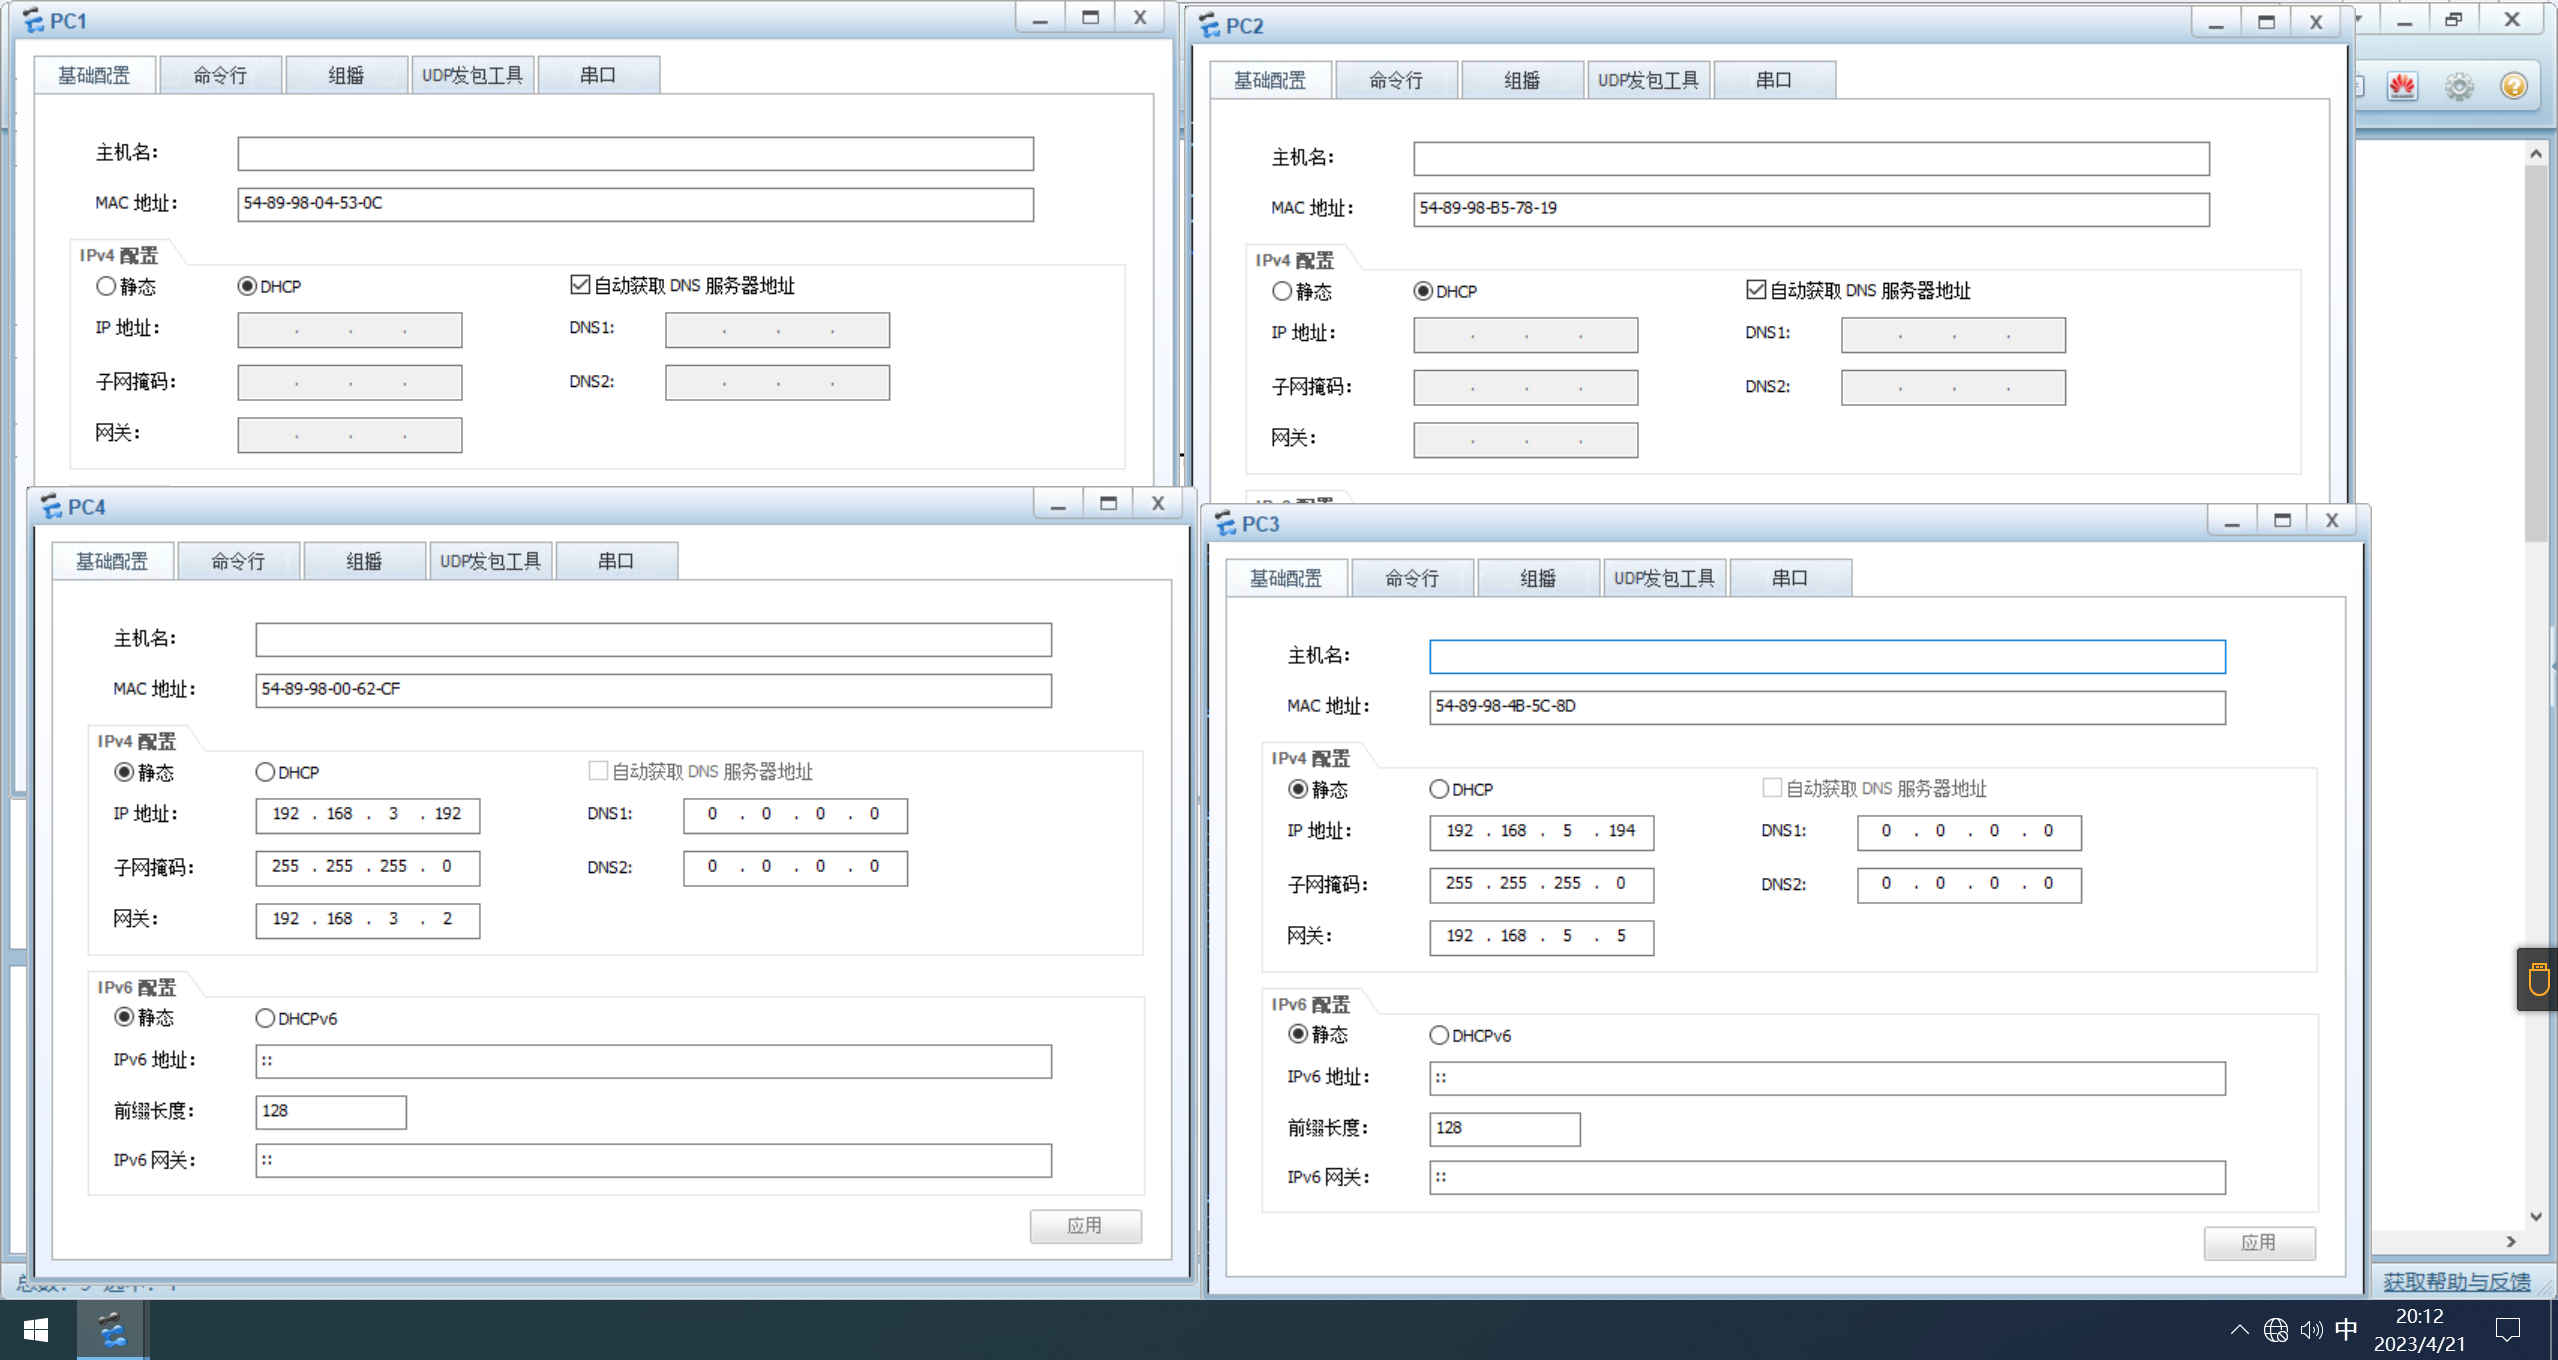 PC1
基础配置 命令行 组播 UDP发包工具 串口
主机名:
MAC 地址: 54-89-98-04-53-0C
IPv4 配置
静态 DHCP 自动获取 DNS 服务器地址
IP 地址: . . . DNS1: . . .
子网掩码: . . . DNS2: . . .
网关: . . .
PC2
基础配置 命令行 组播 UDP发包工具 串口
主机名:
MAC 地址: 54-89-98-B5-78-19
IPv4 配置
静态 DHCP 自动获取 DNS 服务器地址
IP 地址: . . . DNS1: . . .
子网掩码: . . . DNS2: . . .
网关: . . .
PC4
基础配置 命令行 组播 UDP发包工具 串口
主机名:
MAC 地址: 54-89-98-00-62-CF
IPv4 配置
静态 DHCP 自动获取 DNS 服务器地址
IP 地址: 192 . 168 . 3 . 192 DNS1: 0 . 0 . 0 . 0
子网掩码: 255 . 255 . 255 . 0 DNS2: 0 . 0 . 0 . 0
网关: 192 . 168 . 3 . 2
IPv6 配置
静态 DHCPv6
IPv6 地址: ::
前缀长度: 128
IPv6 网关: ::
应用
PC3
基础配置 命令行 组播 UDP发包工具 串口
主机名:
MAC 地址: 54-89-98-4B-5C-8D
IPv4 配置
静态 DHCP 自动获取 DNS 服务器地址
IP 地址: 192 . 168 . 5 . 194 DNS1: 0 . 0 . 0 . 0
子网掩码: 255 . 255 . 255 . 0 DNS2: 0 . 0 . 0 . 0
网关: 192 . 168 . 5 . 5
IPv6 配置
静态 DHCPv6
IPv6 地址: ::
前缀长度: 128
IPv6 网关: ::
应用
获取帮助与反馈
中
20:12
2023/4/21